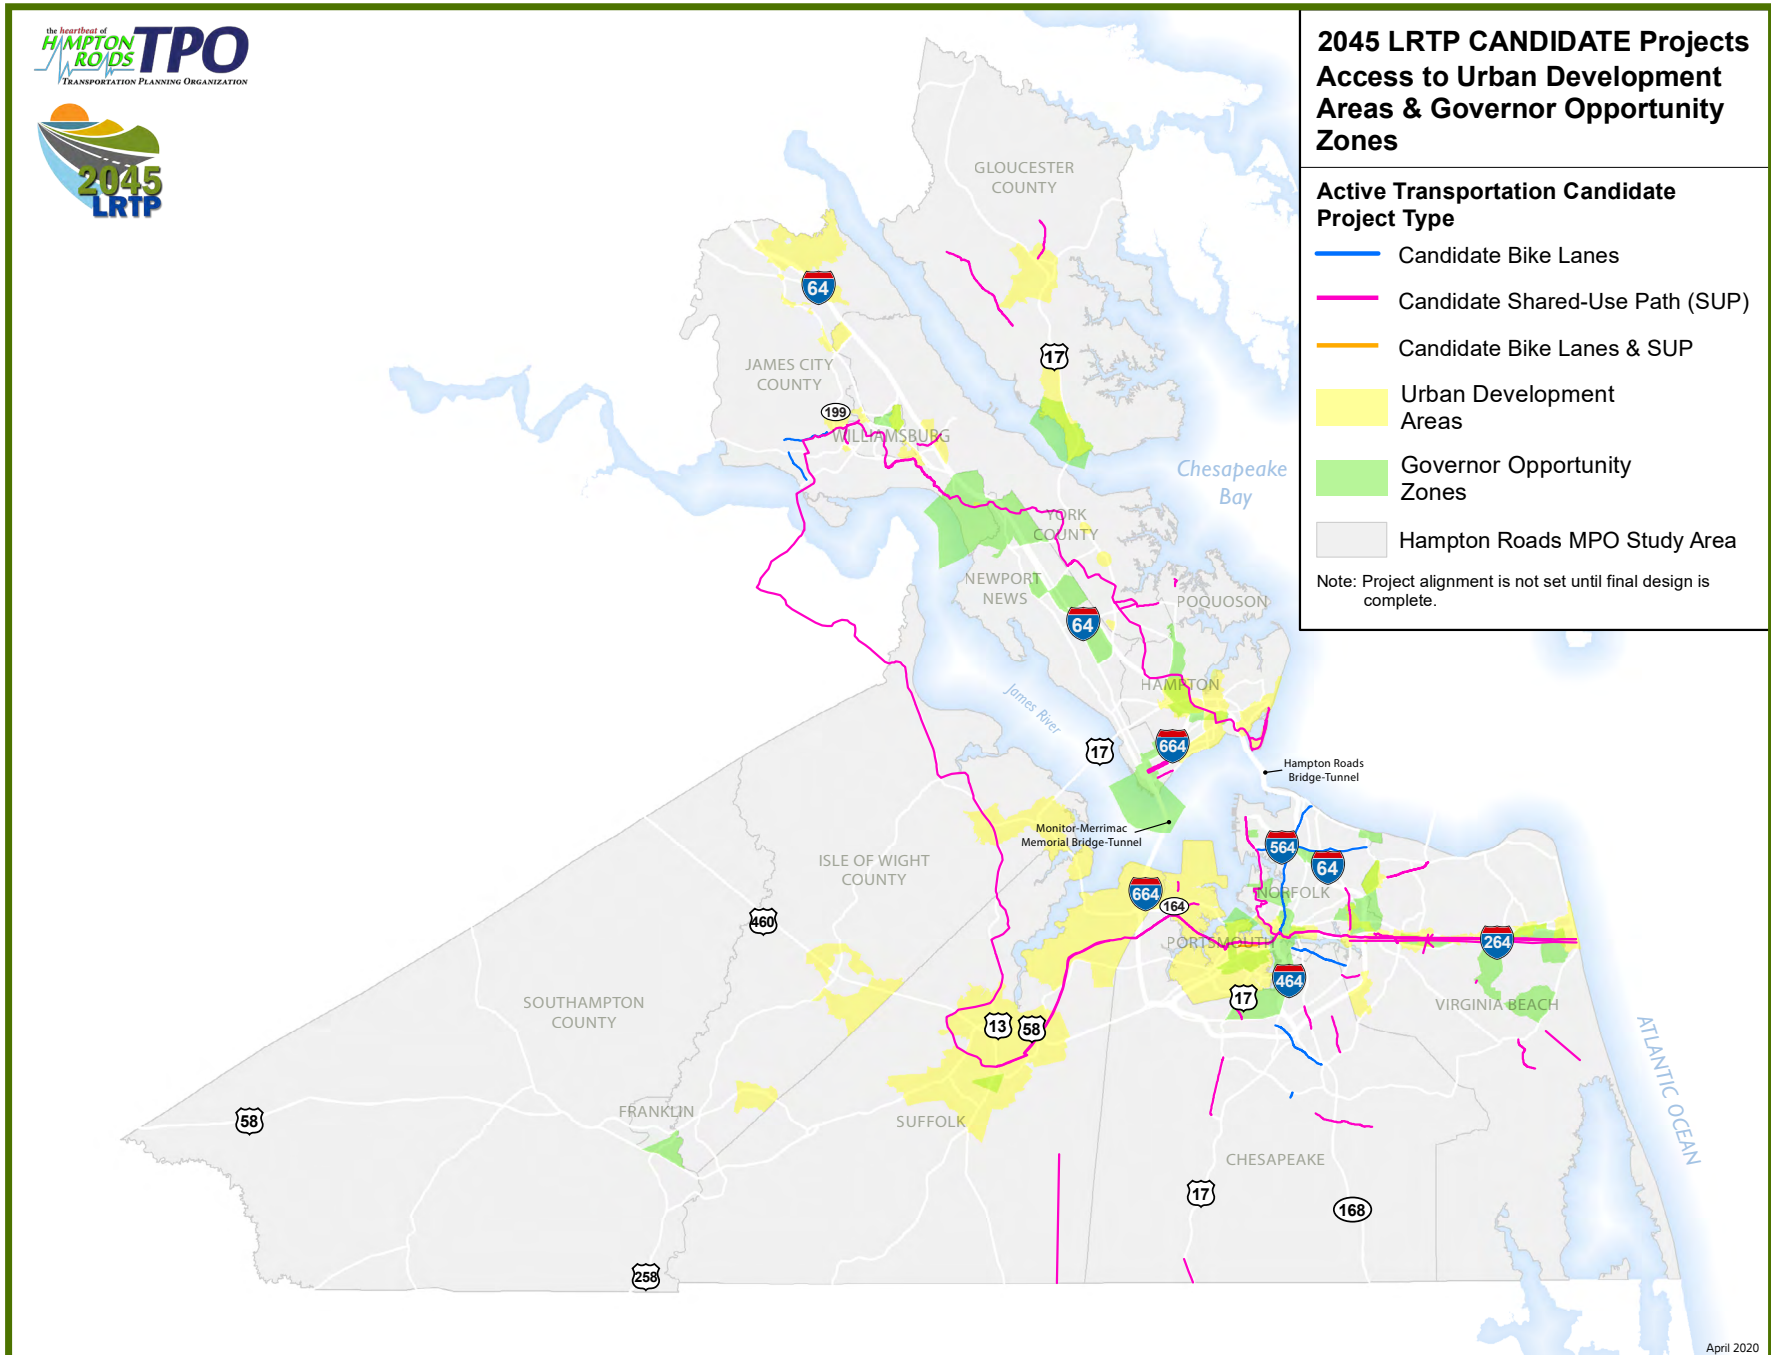 the heartbeat of
HAMPTON
ROADS
TPO
TRANSPORTATION PLANNING ORGANIZATION
2045
LRTP
2045 LRTP CANDIDATE Projects
Access to Urban Development
Areas & Governor Opportunity
Zones
Active Transportation Candidate
Project Type
Candidate Bike Lanes
Candidate Shared-Use Path (SUP)
Candidate Bike Lanes & SUP
Urban Development
Areas
Governor Opportunity
Zones
Hampton Roads MPO Study Area
Note: Project alignment is not set until final design is
complete.
GLOUCESTER
COUNTY
64
17
JAMES CITY
COUNTY
199
WILLIAMSBURG
Chesapeake
Bay
YORK
COUNTY
NEWPORT
NEWS
POQUOSON
64
HAMPTON
James River
17
664
Hampton Roads
Bridge-Tunnel
Monitor-Merrimac
Memorial Bridge-Tunnel
564
64
ISLE OF WIGHT
COUNTY
664
164
NORFOLK
460
PORTSMOUTH
264
464
17
SOUTHAMPTON
COUNTY
13
58
VIRGINIA BEACH
ATLANTIC OCEAN
58
FRANKLIN
SUFFOLK
CHESAPEAKE
17
168
258
April 2020